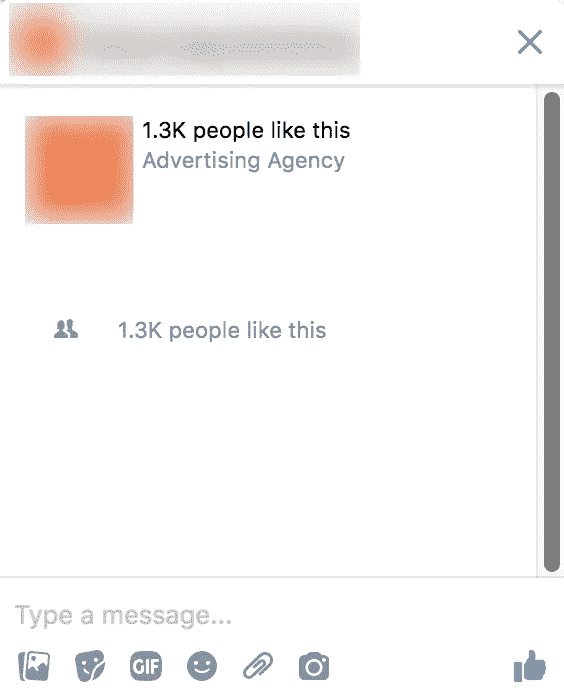 1.3K people like this
Advertising Agency
1.3K people like this
Type a message...
GIF